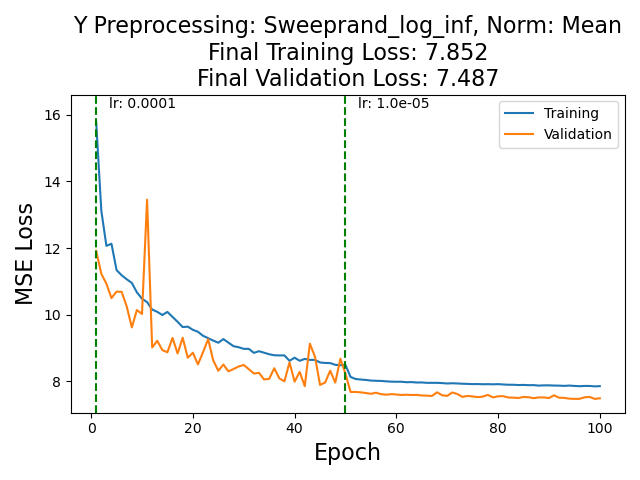 Y Preprocessing: Sweeprand_log_inf, Norm: Mean
Final Training Loss: 7.852
Final Validation Loss: 7.487
lr: 0.0001
lr: 1.0e-05
Training
Validation
16
14
12
10
8
MSE Loss
0
20
40
60
80
100
Epoch